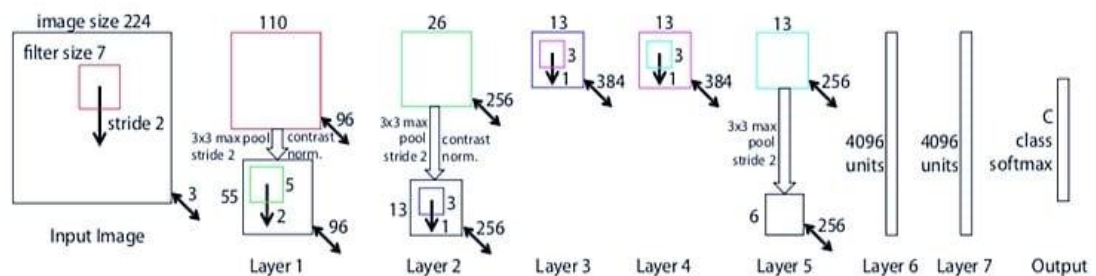 image size 224
filter size 7
stride 2
3
Input Image
110
96
3x3 max pool
stride 2
contrast
norm.
55
5
2
96
Layer 1
26
256
3x3 max
pool
stride 2
contrast
norm.
13
3
1
256
Layer 2
13
3
1
384
Layer 3
13
3
1
384
Layer 4
13
256
3x3 max
pool
stride 2
6
256
Layer 5
4096
units
Layer 6
4096
units
Layer 7
C
class
softmax
Output